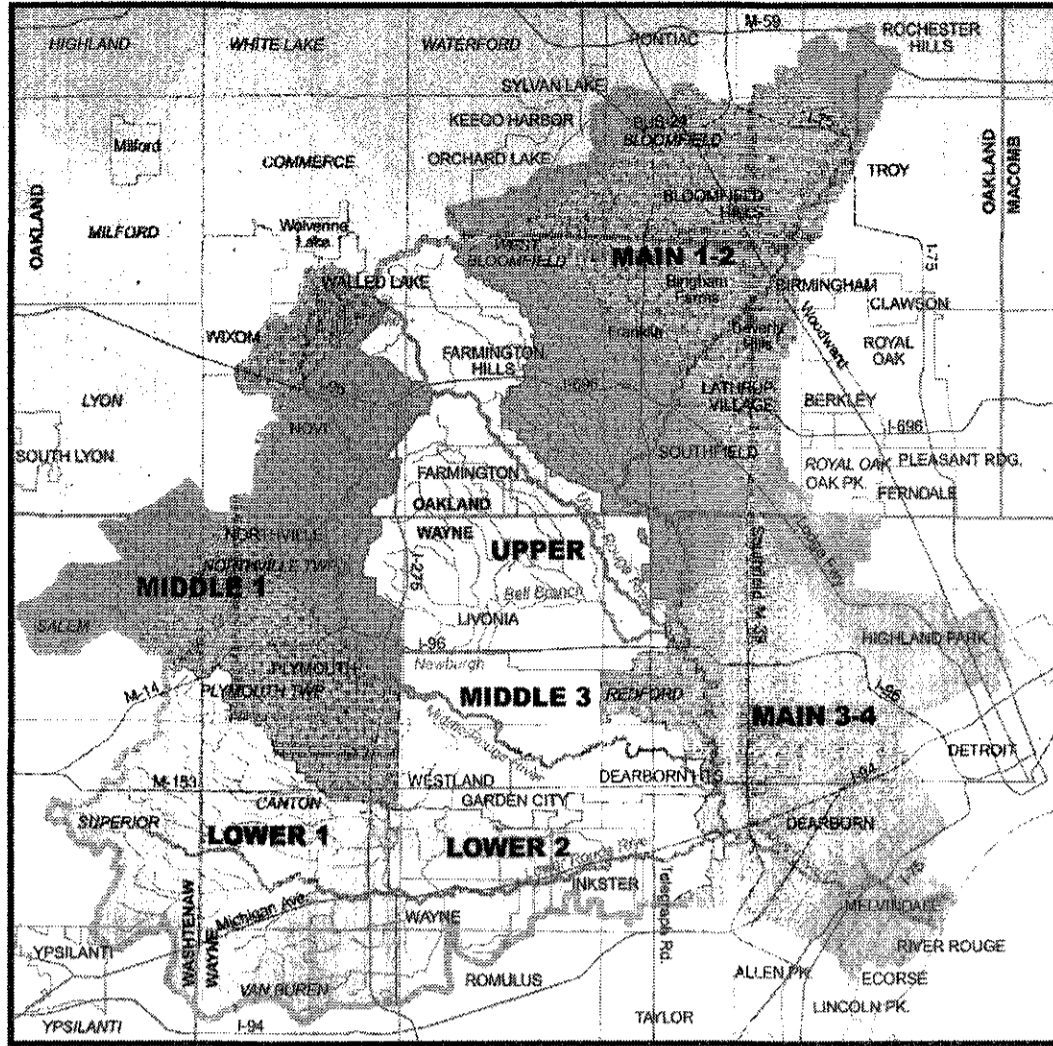 M-59
HIGHLAND
WHITE LAKE
WATERFORD
PONTIAC
ROCHESTER
HILLS
SYLVAN LAKE
KEEGO HARBOR
BLOOMFIELD
Milford
COMMERCE
ORCHARD LAKE
TROY
OAKLAND
MACOMB
OAKLAND
BLOOMFIELD
HILLS
MILFORD
Wolverine
Lake
WEST
BLOOMFIELD
MAIN 1-2
I-75
WALLED LAKE
Bingham
Farms
BIRMINGHAM
CLAWSON
WIXOM
Franklin
Beverly
Hills
Woodward
ROYAL
OAK
FARMINGTON
HILLS
I-696
LATHRUP
VILLAGE
BERKLEY
LYON
NOVI
I-696
SOUTH LYON
SOUTHFIELD
ROYAL OAK
PLEASANT RDG.
OAK PK.
FARMINGTON
FERNDALE
OAKLAND
WAYNE
NORTHVILLE
UPPER
NORTHVILLE TWP.
MIDDLE 1
I-275
Bell Branch
LIVONIA
SALEM
HIGHLAND PARK
I-96
Newburgh
PLYMOUTH
PLYMOUTH TWP.
M-14
MIDDLE 3
REDFORD
I-96
MAIN 3-4
DETROIT
WESTLAND
DEARBORN HTS
I-94
M-153
CANTON
GARDEN CITY
SUPERIOR
LOWER 1
LOWER 2
DEARBORN
I-75
INKSTER
Telegraph Rd.
MELVINDALE
Michigan Ave.
WAYNE
WASHTENAW
WAYNE
YPSILANTI
RIVER ROUGE
ROMULUS
ALLEN PK.
ECORSE
VAN BUREN
LINCOLN PK.
YPSILANTI
I-94
TAYLOR